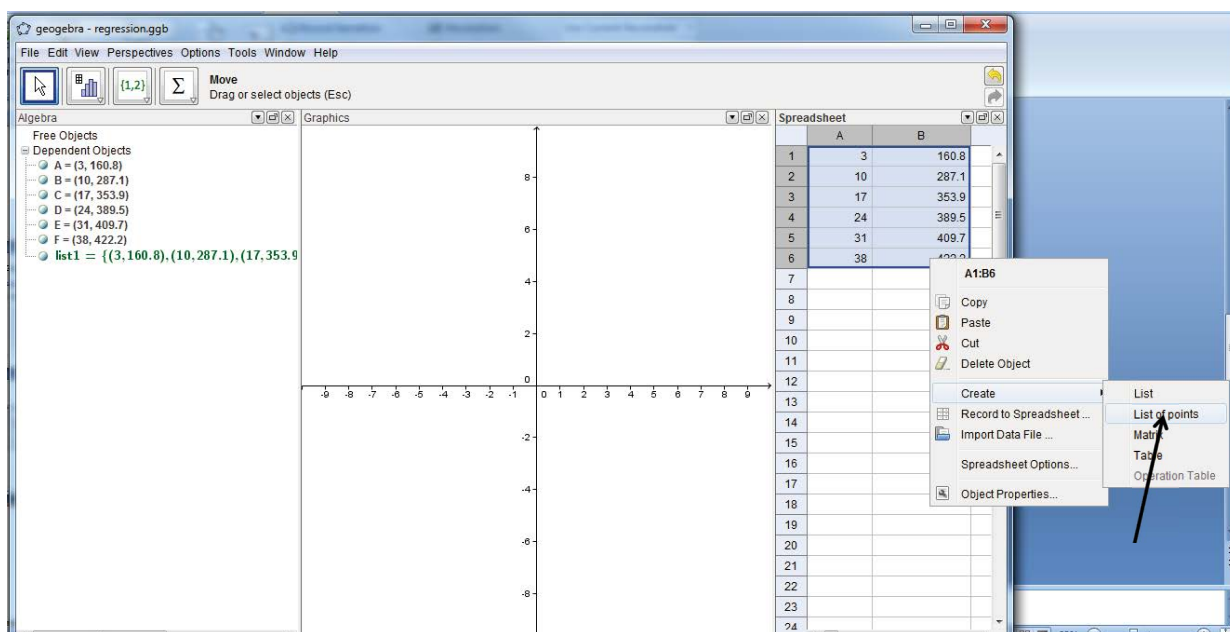 geogebra - regression.ggb
File Edit View Perspectives Options Tools Window Help
{1,2}
Σ
Move
Drag or select objects (Esc)
Algebra
Free Objects
Dependent Objects
A = (3, 160.8)
B = (10, 287.1)
C = (17, 353.9)
D = (24, 389.5)
E = (31, 409.7)
F = (38, 422.2)
list1 = {(3,160.8),(10,287.1),(17,353.9
Graphics
8
6
4
2
0
-2
-4
-6
-8
-9 -8 -7 -6 -5 -4 -3 -2 -1 0 1 2 3 4 5 6 7 8 9
Spreadsheet
A B
1 3 160.8
2 10 287.1
3 17 353.9
4 24 389.5
5 31 409.7
6 38
7
8
9
10
11
12
13
14
15
16
17
18
19
20
21
22
23
24
A1:B6
Copy
Paste
Cut
Delete Object
Create
Record to Spreadsheet ...
Import Data File ...
Spreadsheet Options...
Object Properties...
List
List of points
Matrix
Table
Operation Table